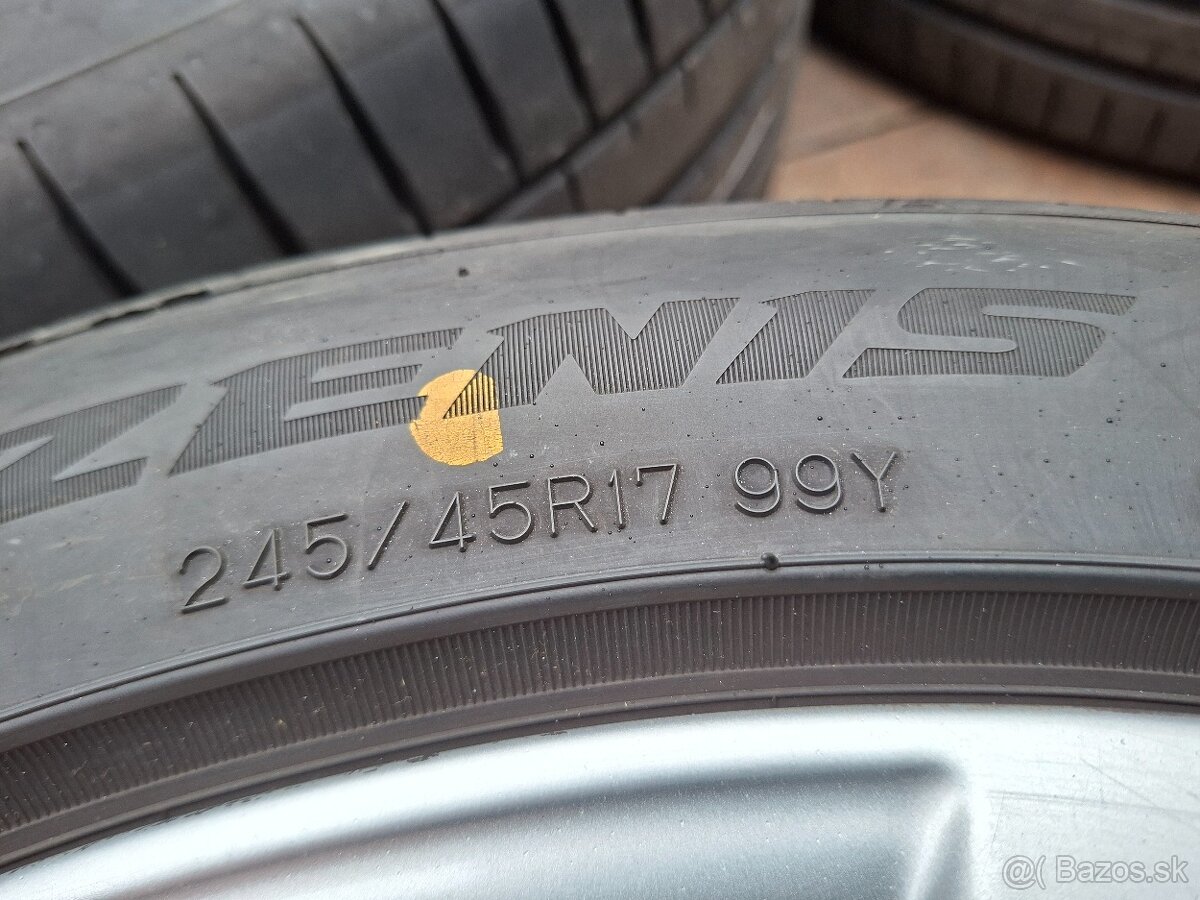 ZENIS
245/45R17 99Y
@( Bazos.sk